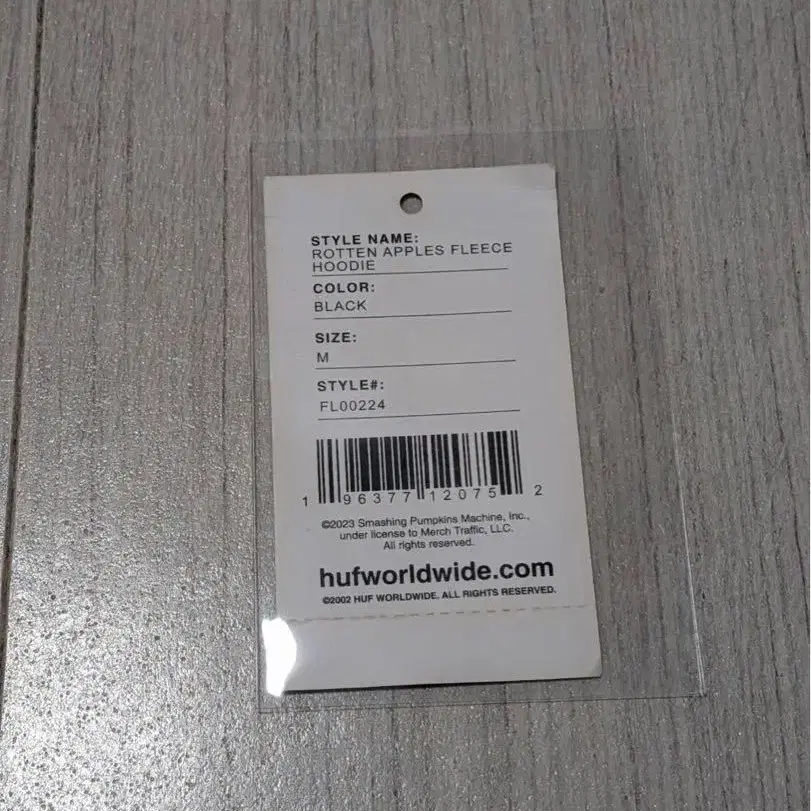 STYLE NAME:
ROTTEN APPLES FLEECE
HOODIE
COLOR:
BLACK
SIZE:
M
STYLE#:
FL00224
1 96377 12075 2
©2023 Smashing Pumpkins Machine, Inc.,
under license to Merch Traffic, LLC.
All rights reserved.
hufworldwide.com
©2002 HUF WORLDWIDE. ALL RIGHTS RESERVED.